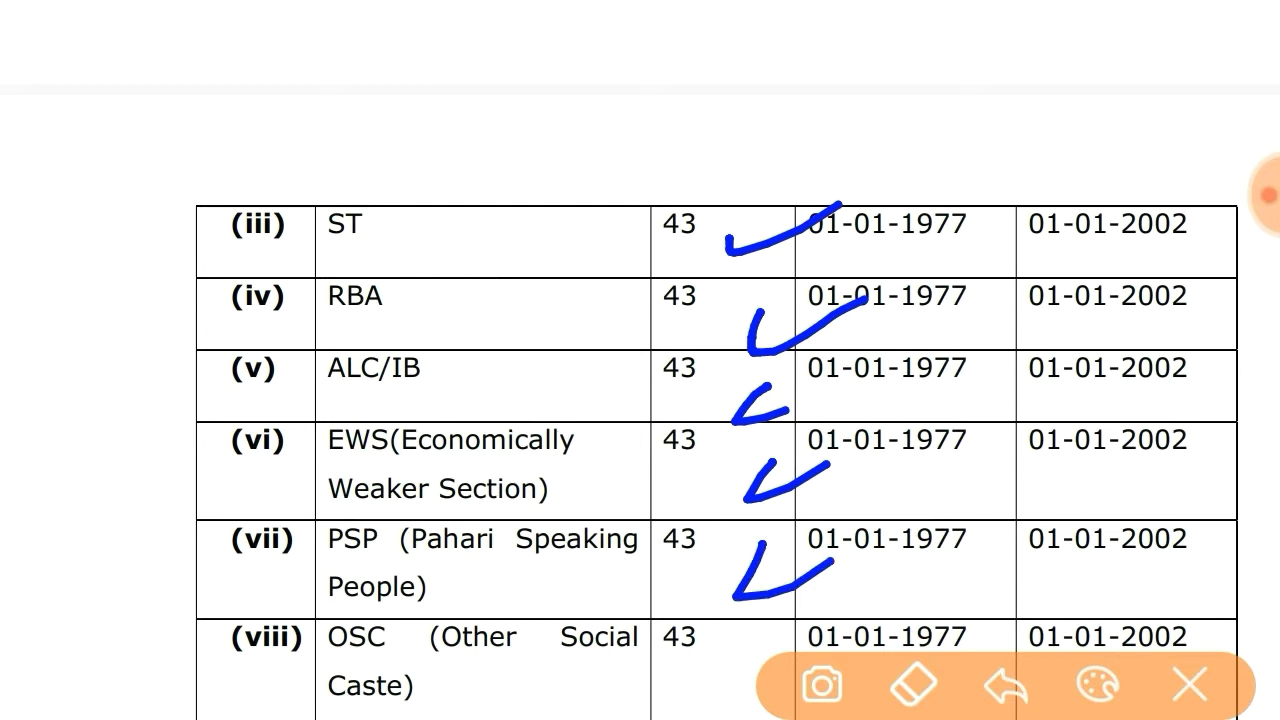 (iii) ST 43 01-01-1977 01-01-2002
(iv) RBA 43 01-01-1977 01-01-2002
(v) ALC/IB 43 01-01-1977 01-01-2002
(vi) EWS(Economically 43 01-01-1977 01-01-2002
Weaker Section)
(vii) PSP (Pahari Speaking 43 01-01-1977 01-01-2002
People)
(viii) OSC (Other Social 43 01-01-1977 01-01-2002
Caste)